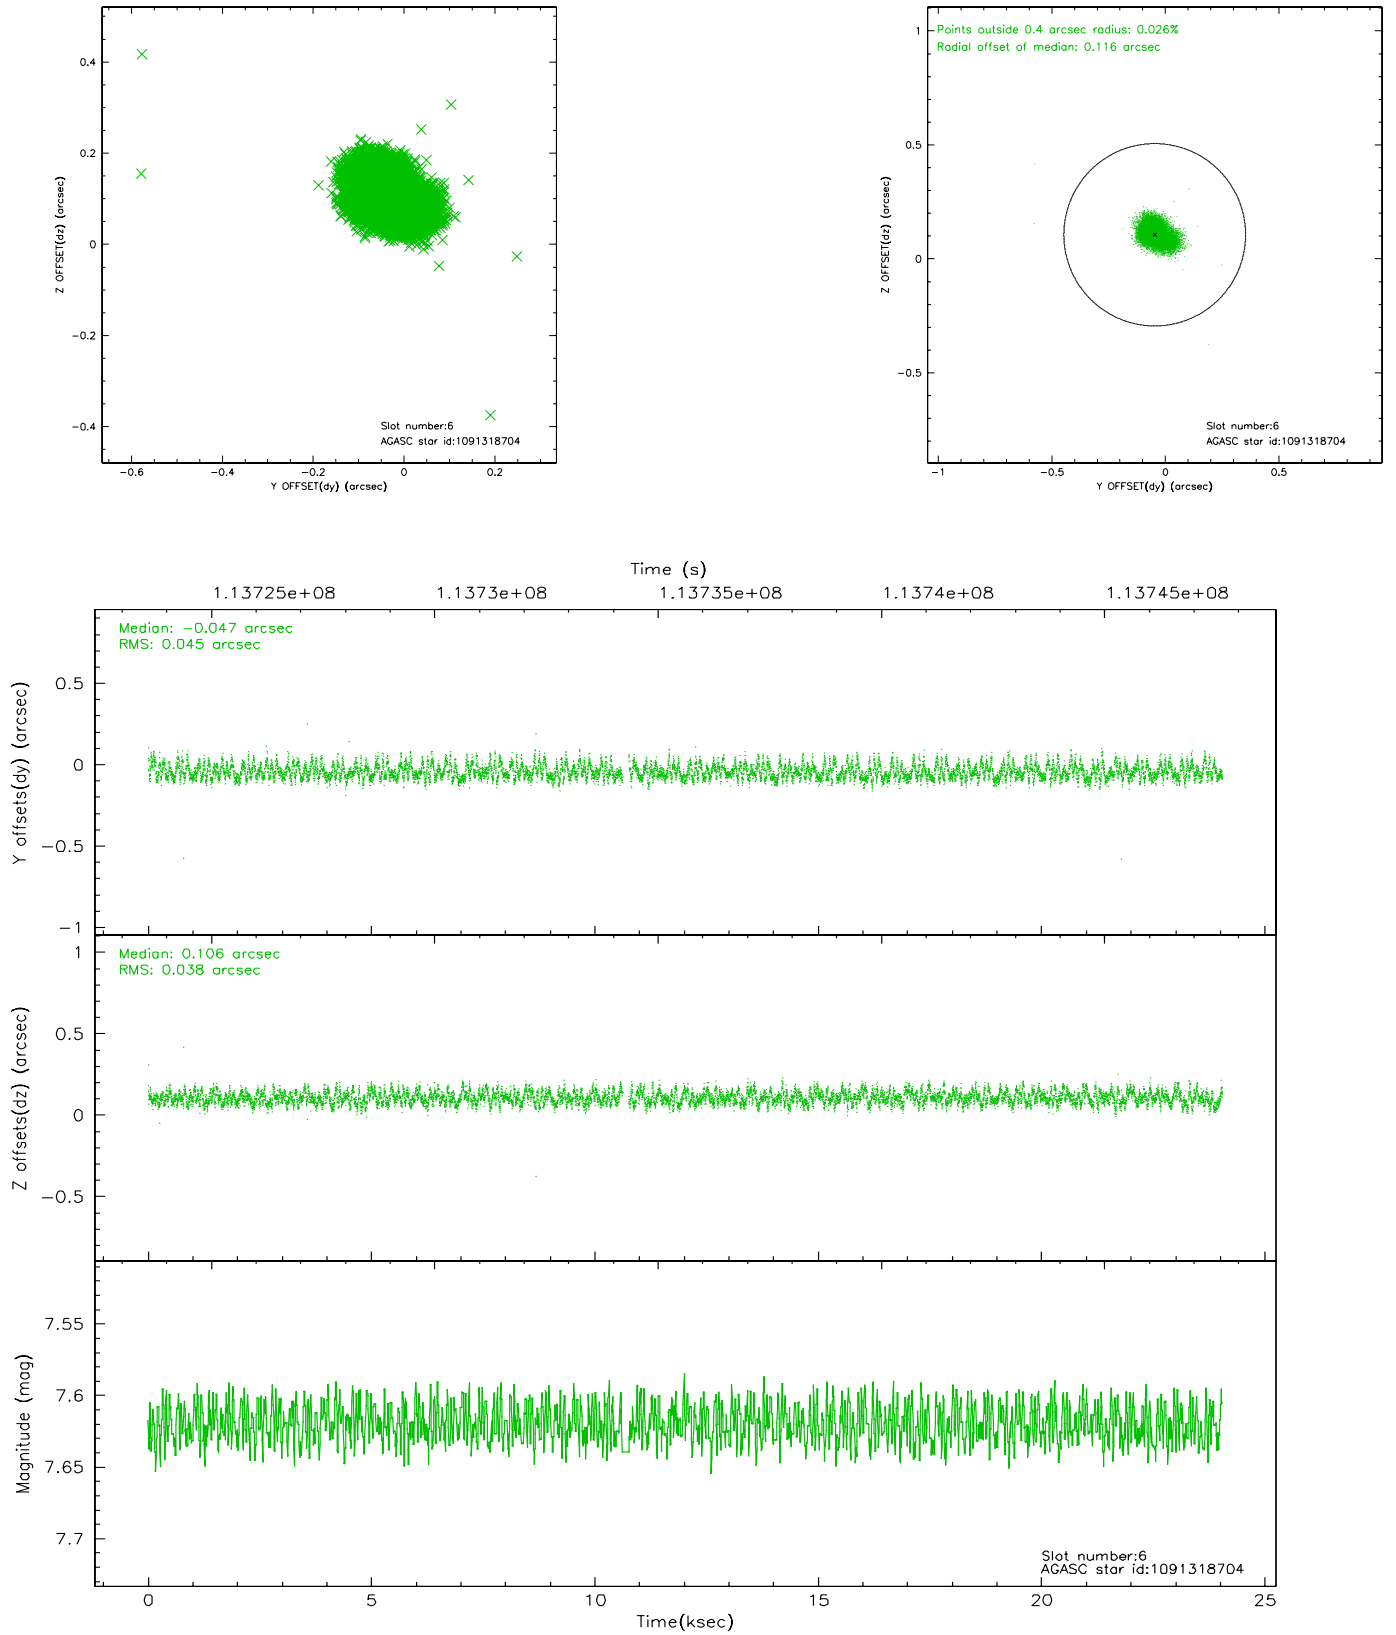 0.4
0.2
0
−0.2
−0.4
Z OFFSET(dz) (arcsec)
Slot number:6
AGASC star id:1091318704
−0.6 −0.4 −0.2 0 0.2
Y OFFSET(dy) (arcsec)
Points outside 0.4 arcsec radius: 0.026%
Radial offset of median: 0.116 arcsec
1
0.5
0
−0.5
Z OFFSET(dz) (arcsec)
Slot number:6
AGASC star id:1091318704
−1 −0.5 0 0.5
Y OFFSET(dy) (arcsec)
Time (s)
1.13725e+08 1.1373e+08 1.13735e+08 1.1374e+08 1.13745e+08
Median: −0.047 arcsec
RMS: 0.045 arcsec
0.5
0
−0.5
−1
Y offsets(dy) (arcsec)
Median: 0.106 arcsec
RMS: 0.038 arcsec
1
0.5
0
−0.5
Z offsets(dz) (arcsec)
7.55
7.6
7.65
7.7
Magnitude (mag)
Slot number:6
AGASC star id:1091318704
0 5 10 15 20 25
Time(ksec)